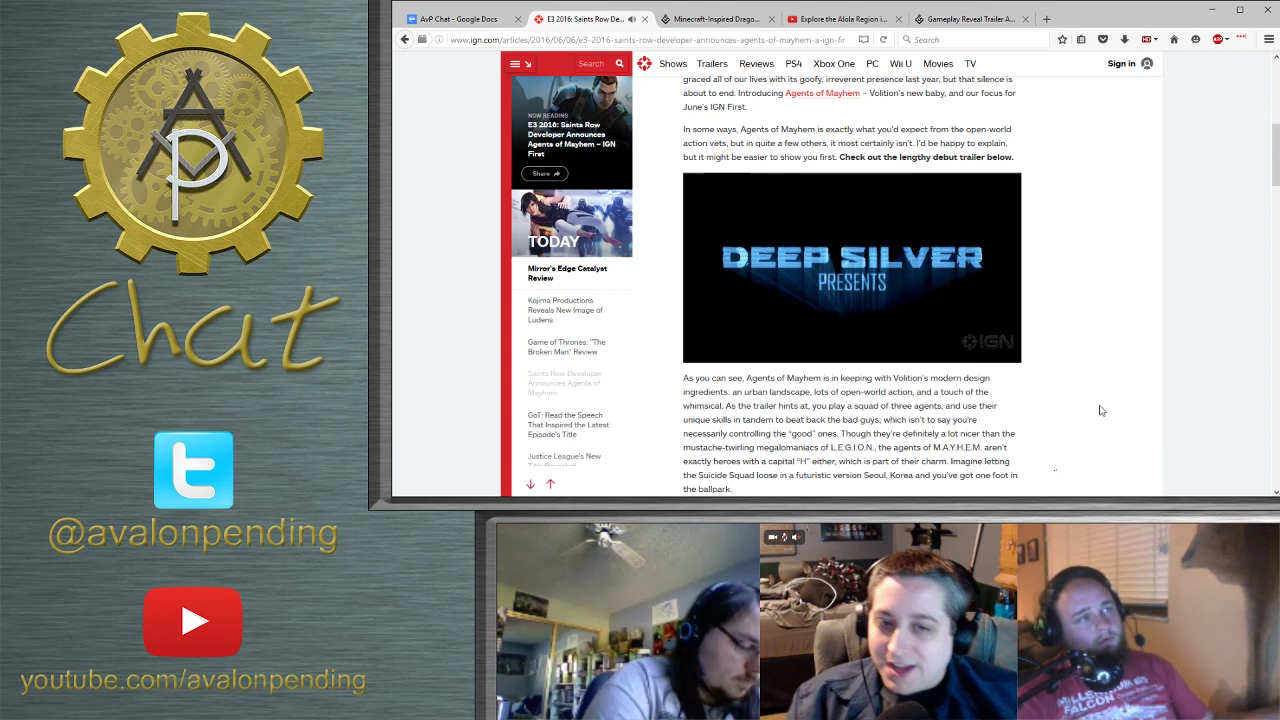 AvP Chat - Google Docs
E3 2016: Saints Row De...
Minecraft-Inspired Drago...
Explore the Alola Region i...
Gameplay Reveal Trailer A...
www.ign.com/articles/2016/06/06/e3-2016-saints-row-developer-announces-agents-of-mayhem-a-ign-fir
Search
Search
Shows Trailers Reviews PS4 Xbox One PC Wii U Movies TV
Sign in
NOW READING
E3 2016: Saints Row
Developer Announces
Agents of Mayhem – IGN
First
Share
TODAY
Mirror's Edge Catalyst
Review
Kojima Productions
Reveals New Image of
Ludens
Game of Thrones: "The
Broken Man" Review
Saints Row Developer
Announces Agents of
Mayhem
GoT: Read the Speech
That Inspired the Latest
Episode's Title
Justice League's New
Title Revealed
graced all of our lives with its goofy, irreverent presence last year, but that silence is
about to end. Introducing Agents of Mayhem – Volition's new baby, and our focus for
June's IGN First.
In some ways, Agents of Mayhem is exactly what you'd expect from the open-world
action vets, but in quite a few others, it most certainly isn't. I'd be happy to explain,
but it might be easier to show you first. Check out the lengthy debut trailer below.
DEEP SILVER
PRESENTS
IGN
As you can see, Agents of Mayhem is in keeping with Volition's modern design
ingredients: an urban landscape, lots of open-world action, and a touch of the
whimsical. As the trailer hints at, you play a squad of three agents, and use their
unique skills in tandem to beat back the bad guys; which isn't to say you're
necessarily controlling the "good" ones. Though they're definitely a lot nicer than the
mustache-twirling megalomaniacs of L.E.G.I.O.N., the agents of M.A.Y.H.E.M. aren't
exactly heroes with a capital "H" either, which is part of their charm. Imagine letting
the Suicide Squad loose in a futuristic version Seoul, Korea and you've got one foot in
the ballpark.
AP
Chat
@avalonpending
youtube.com/avalonpending
MILLENNIUM
FALCON